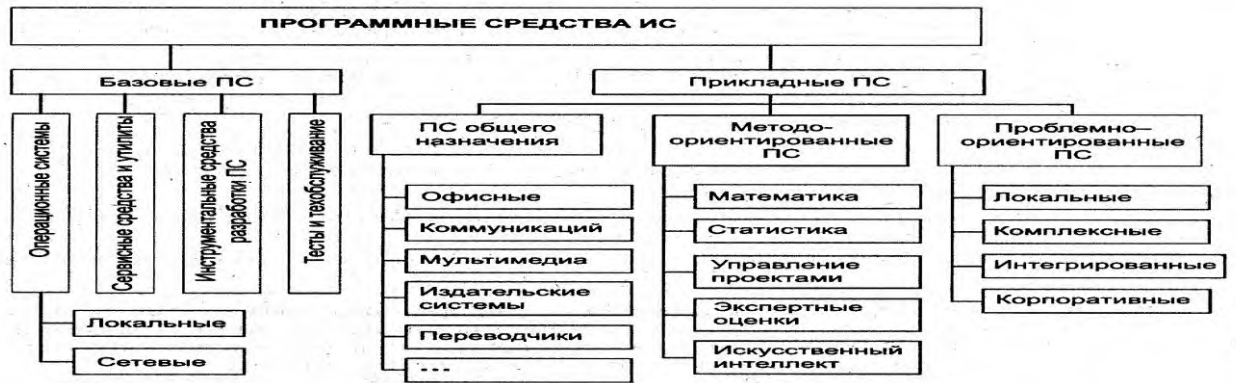 ПРОГРАММНЫЕ СРЕДСТВА ИС
Базовые ПС
Прикладные ПС
Операционные системы
Сервисные средства и утилиты
Инструментальные средства
разработки ПС
Тесты и техобслуживание
Локальные
Сетевые
ПС общего
назначения
Офисные
Коммуникаций
Мультимедиа
Издательские
системы
Переводчики
---
Методо-
ориентированные
ПС
Математика
Статистика
Управление
проектами
Экспертные
оценки
Искусственный
интеллект
Проблемно–
ориентированные
ПС
Локальные
Комплексные
Интегрированные
Корпоративные